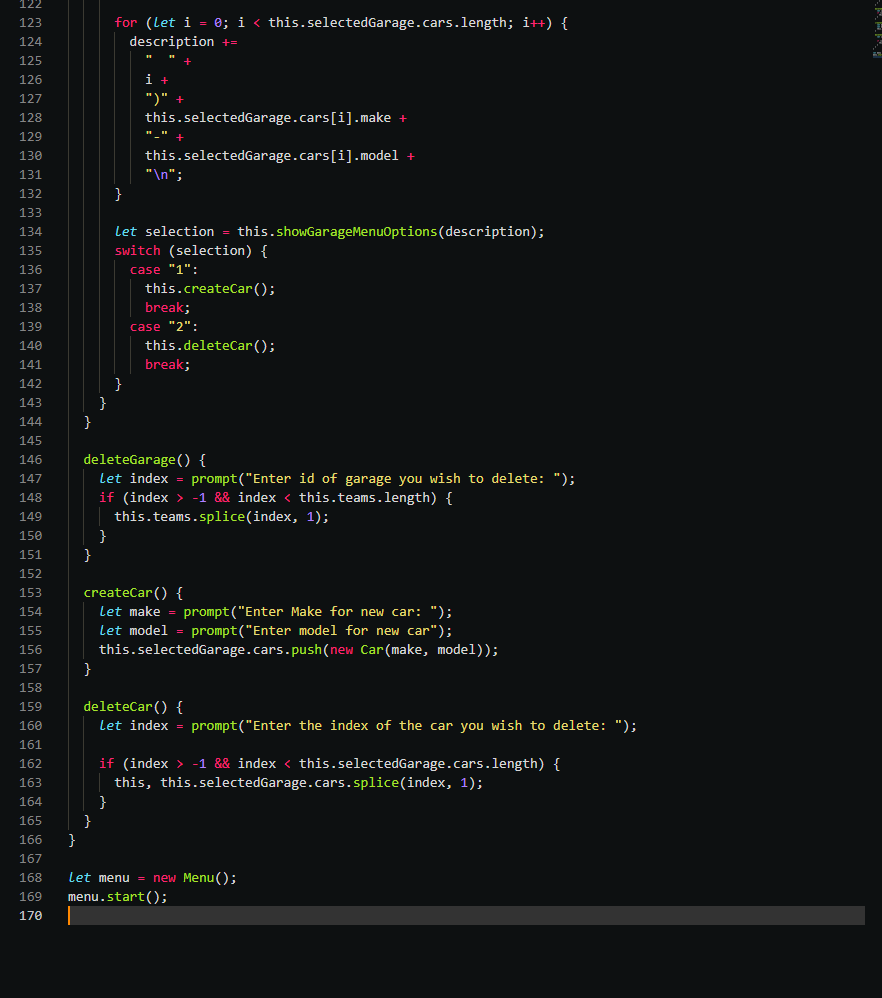 122
123 for (let i = 0; i < this.selectedGarage.cars.length; i++) {
124 description +=
125 "  " +
126 i +
127 ")" +
128 this.selectedGarage.cars[i].make +
129 "-" +
130 this.selectedGarage.cars[i].model +
131 "\n";
132 }
133
134 let selection = this.showGarageMenuOptions(description);
135 switch (selection) {
136 case "1":
137 this.createCar();
138 break;
139 case "2":
140 this.deleteCar();
141 break;
142 }
143 }
144 }
145
146 deleteGarage() {
147 let index = prompt("Enter id of garage you wish to delete: ");
148 if (index > -1 && index < this.teams.length) {
149 this.teams.splice(index, 1);
150 }
151 }
152
153 createCar() {
154 let make = prompt("Enter Make for new car: ");
155 let model = prompt("Enter model for new car");
156 this.selectedGarage.cars.push(new Car(make, model));
157 }
158
159 deleteCar() {
160 let index = prompt("Enter the index of the car you wish to delete: ");
161
162 if (index > -1 && index < this.selectedGarage.cars.length) {
163 this, this.selectedGarage.cars.splice(index, 1);
164 }
165 }
166 }
167
168 let menu = new Menu();
169 menu.start();
170